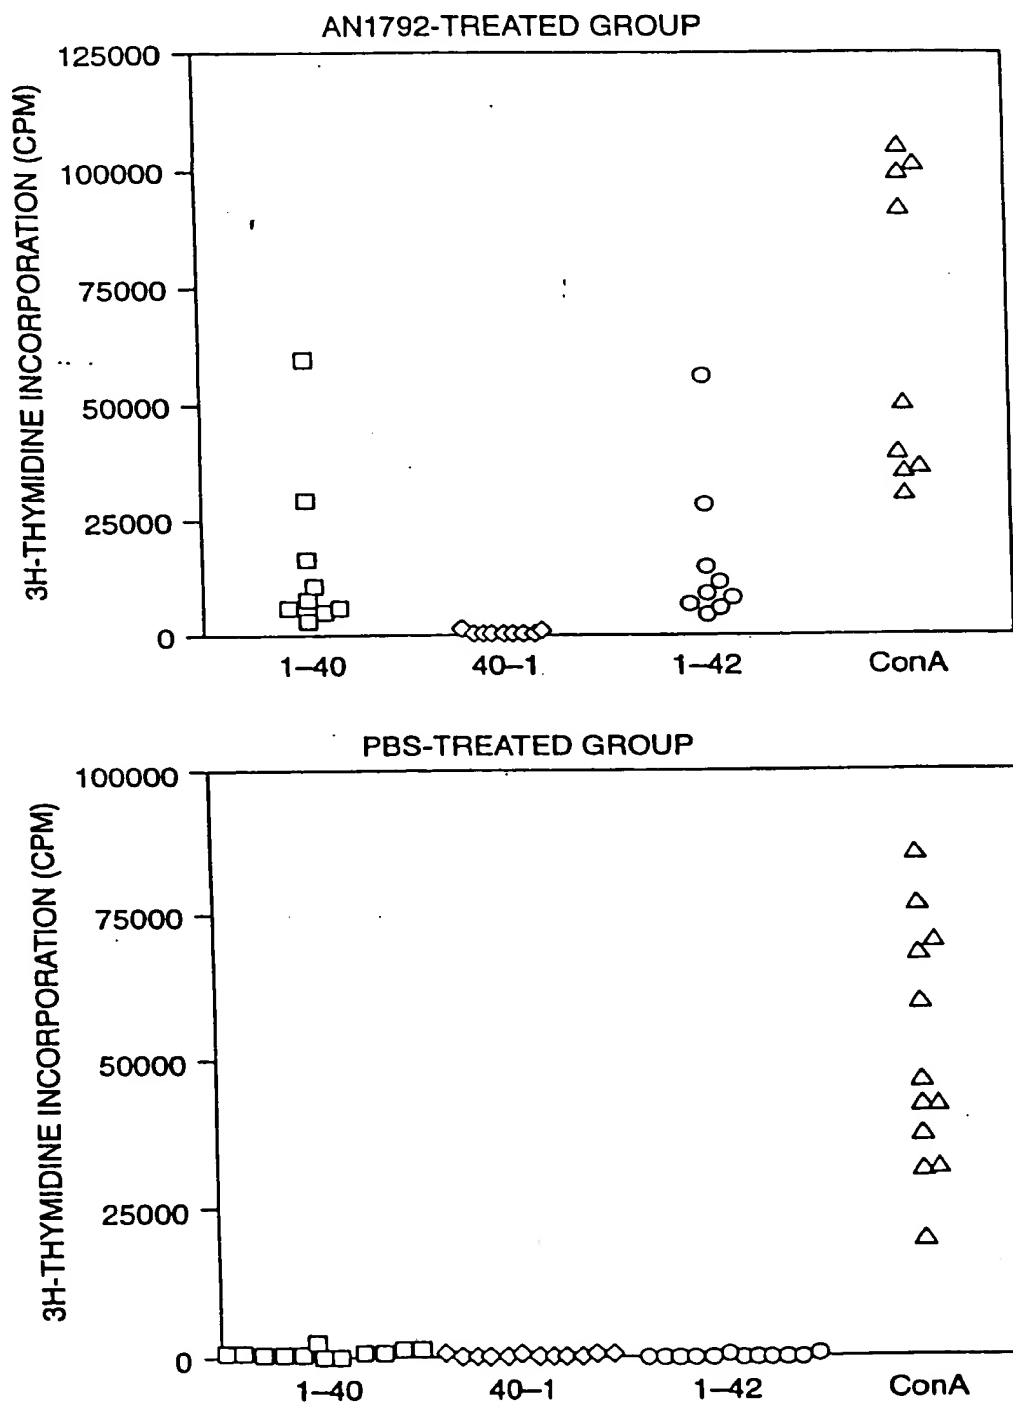 AN1792-TREATED GROUP
3H-THYMIDINE INCORPORATION (CPM)
125000
100000
75000
50000
25000
0
1–40
40–1
1–42
ConA
PBS-TREATED GROUP
3H-THYMIDINE INCORPORATION (CPM)
100000
75000
50000
25000
0
1–40
40–1
1–42
ConA